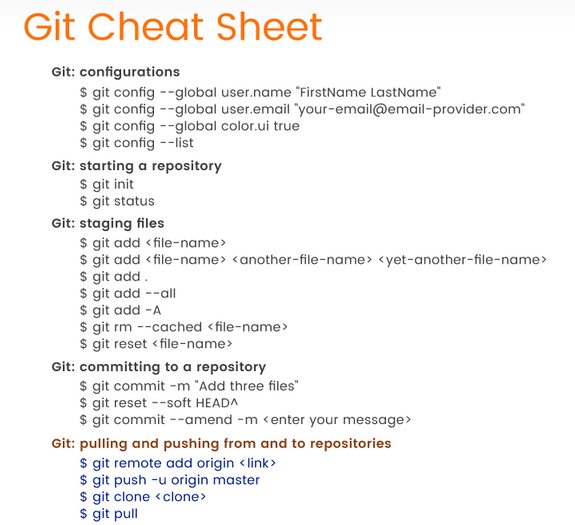 Git Cheat Sheet
Git: configurations
$ git config --global user.name "FirstName LastName"
$ git config --global user.email "your-email@email-provider.com"
$ git config --global color.ui true
$ git config --list
Git: starting a repository
$ git init
$ git status
Git: staging files
$ git add <file-name>
$ git add <file-name> <another-file-name> <yet-another-file-name>
$ git add .
$ git add --all
$ git add -A
$ git rm --cached <file-name>
$ git reset <file-name>
Git: committing to a repository
$ git commit -m "Add three files"
$ git reset --soft HEAD^
$ git commit --amend -m <enter your message>
Git: pulling and pushing from and to repositories
$ git remote add origin <link>
$ git push -u origin master
$ git clone <clone>
$ git pull